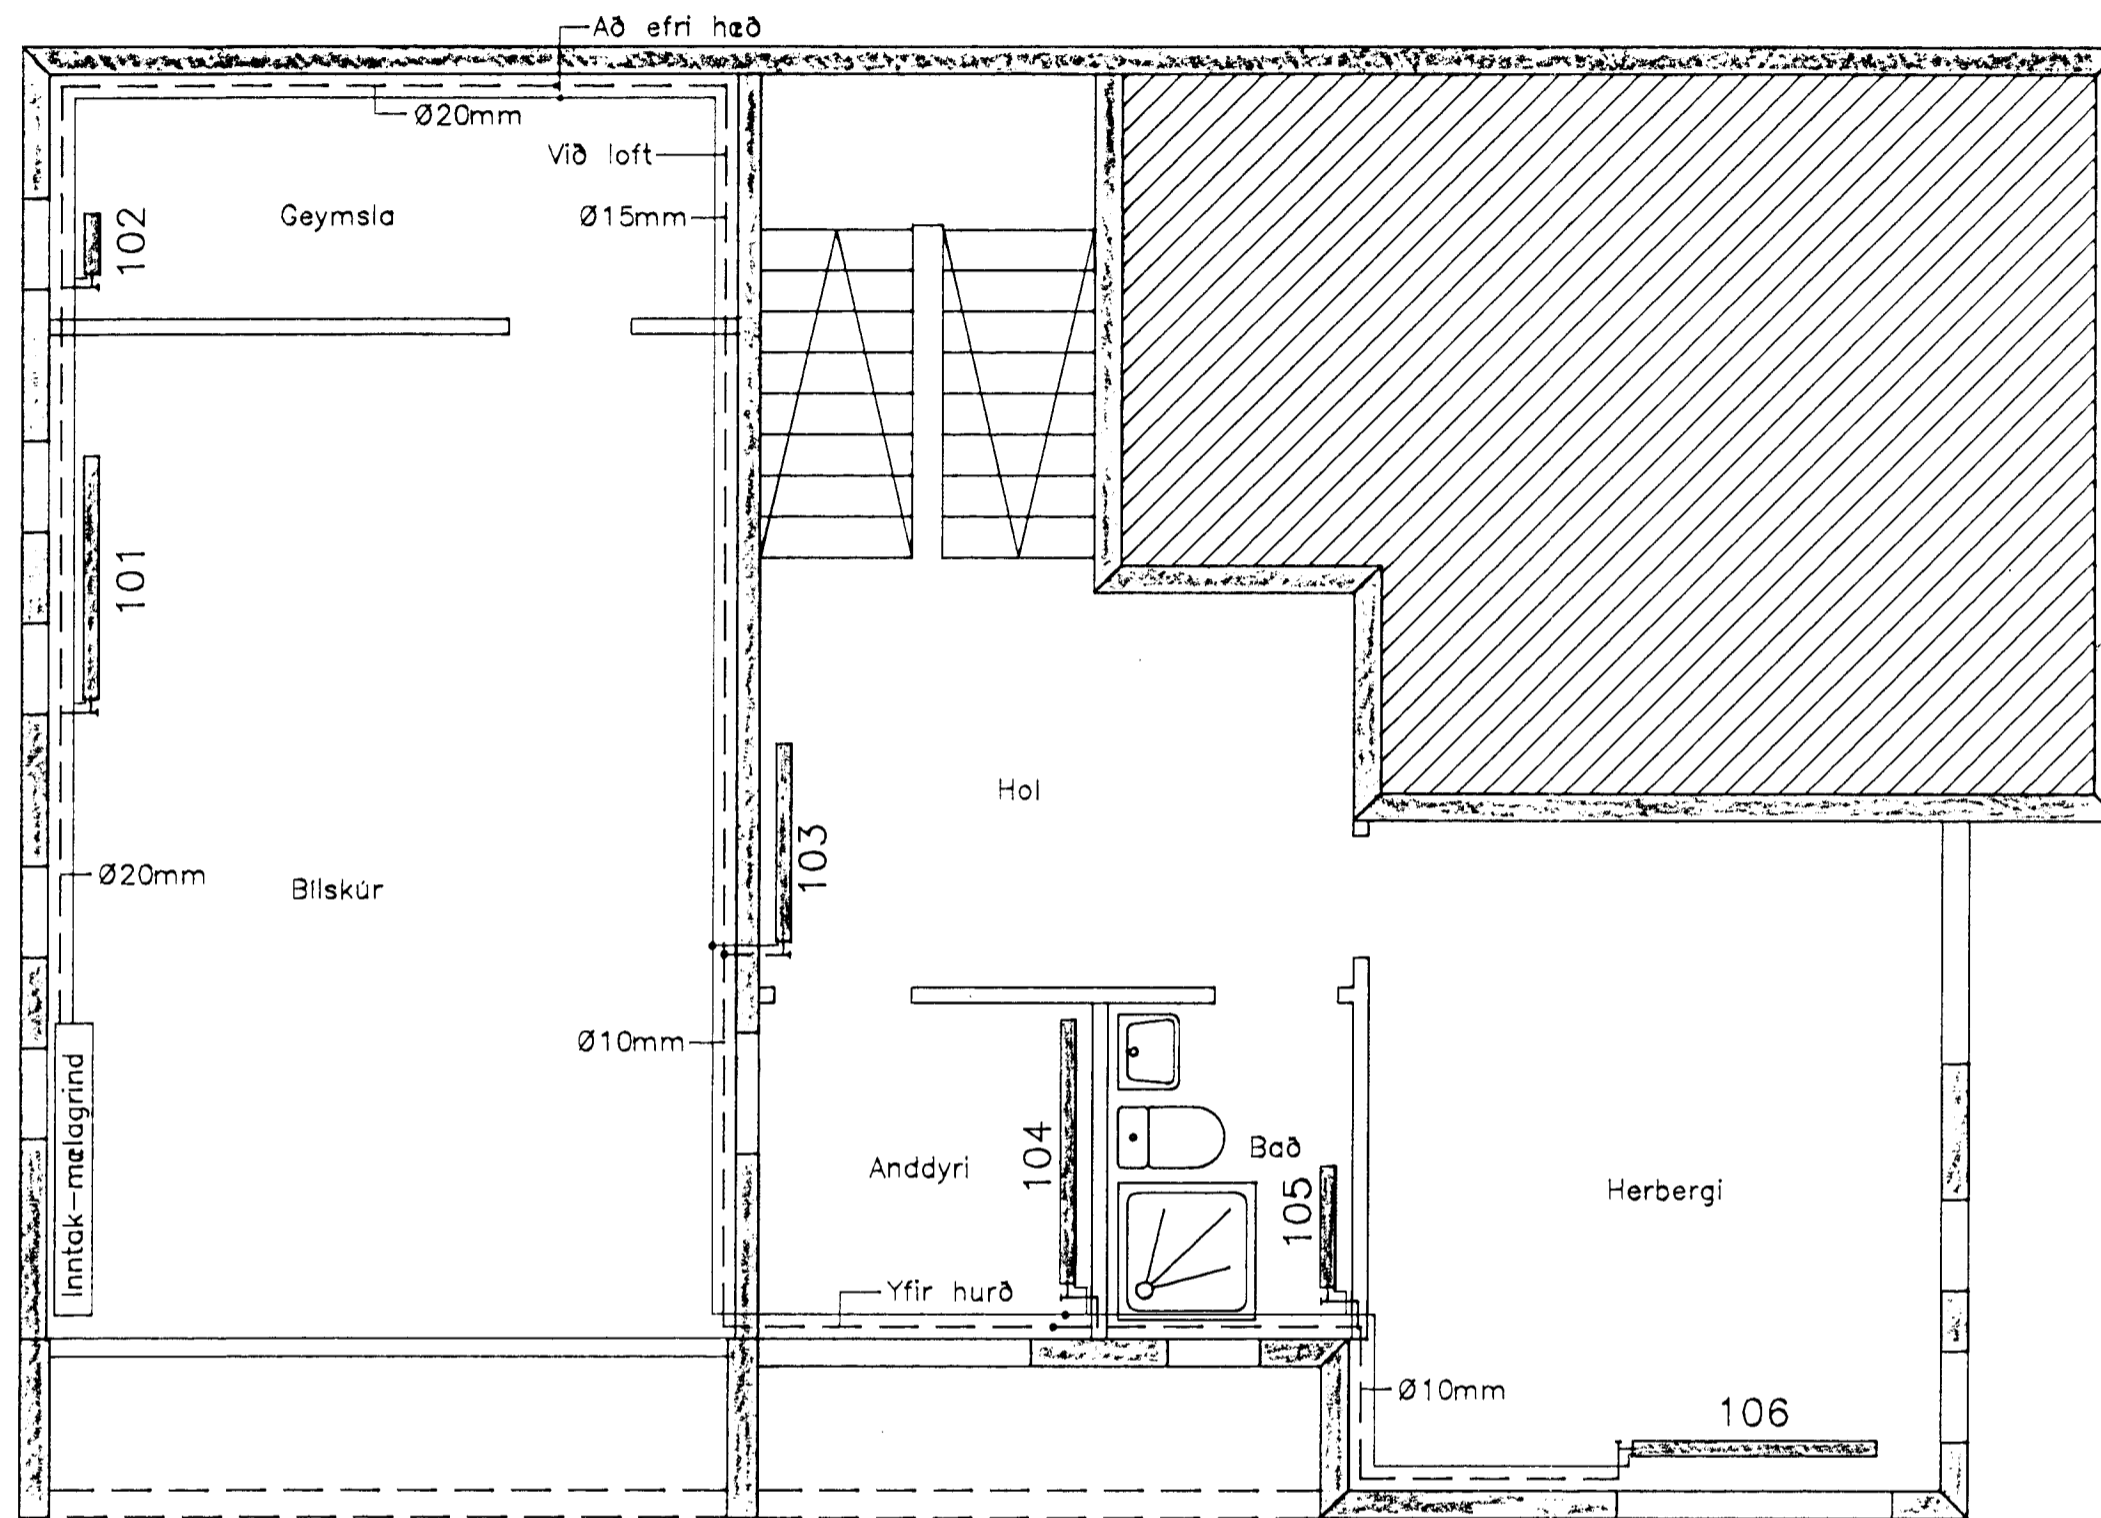 Að efri hæð
Ø20mm
Við loft
Geymsla
Ø15mm
102
101
Hol
103
Ø20mm
Bílskúr
Ø10mm
Inntak-mælagrind
104
Bað
Anddyri
105
Herbergi
Yfir hurð
Ø10mm
106